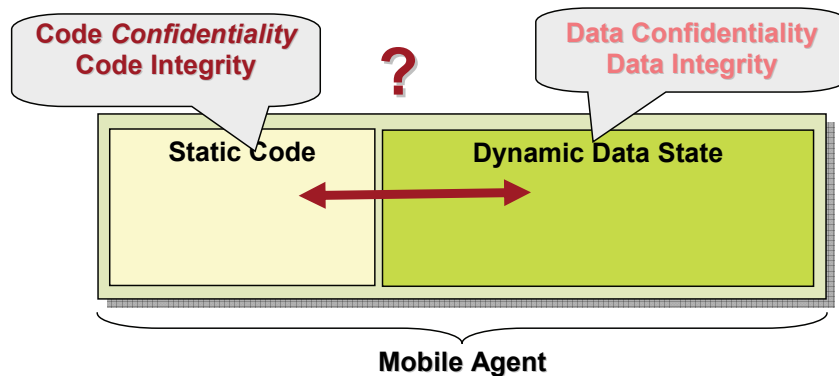 Code Confidentiality
Code Integrity
?
Data Confidentiality
Data Integrity
Static Code
Dynamic Data State
Mobile Agent